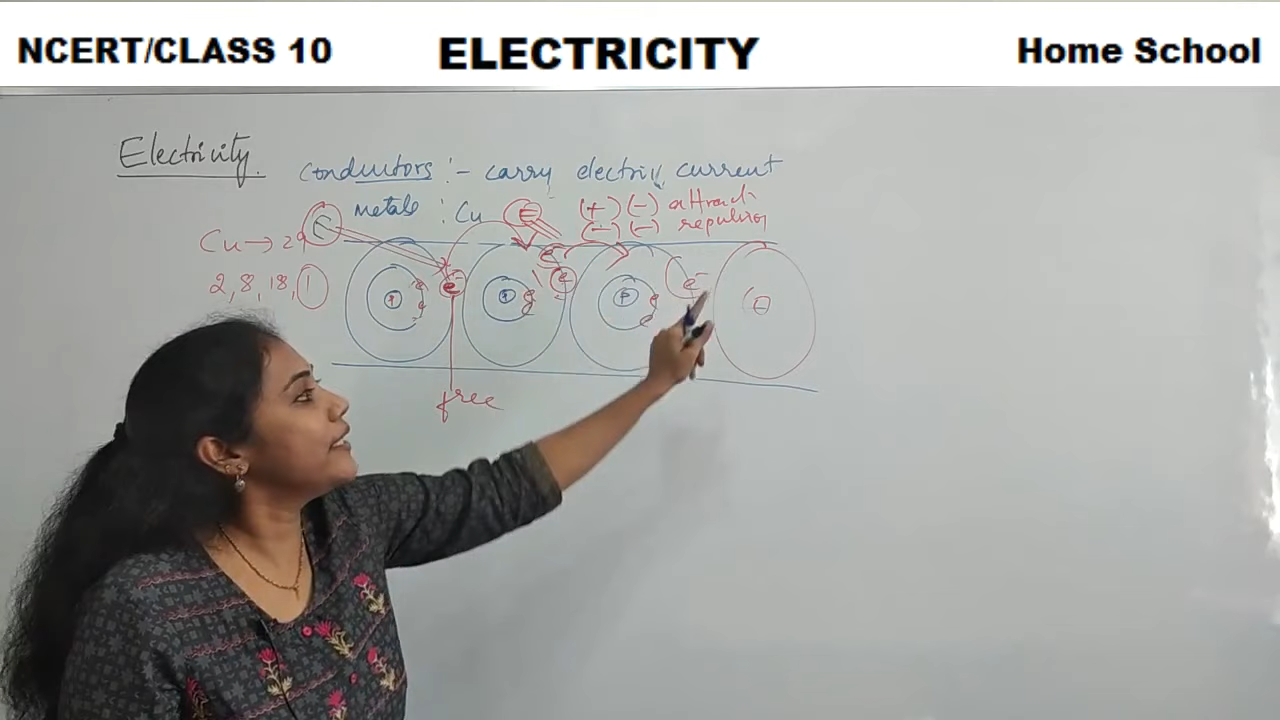 NCERT/CLASS 10 ELECTRICITY Home School
Electricity.
conductors :- carry electric current
metals : Cu (+) (-) attract
(-) (-) repulsion
Cu → 29
2, 8, 18, 1
e⁻ e⁻
e e e⁻ e e⁻ e⁻
e e e
P
free